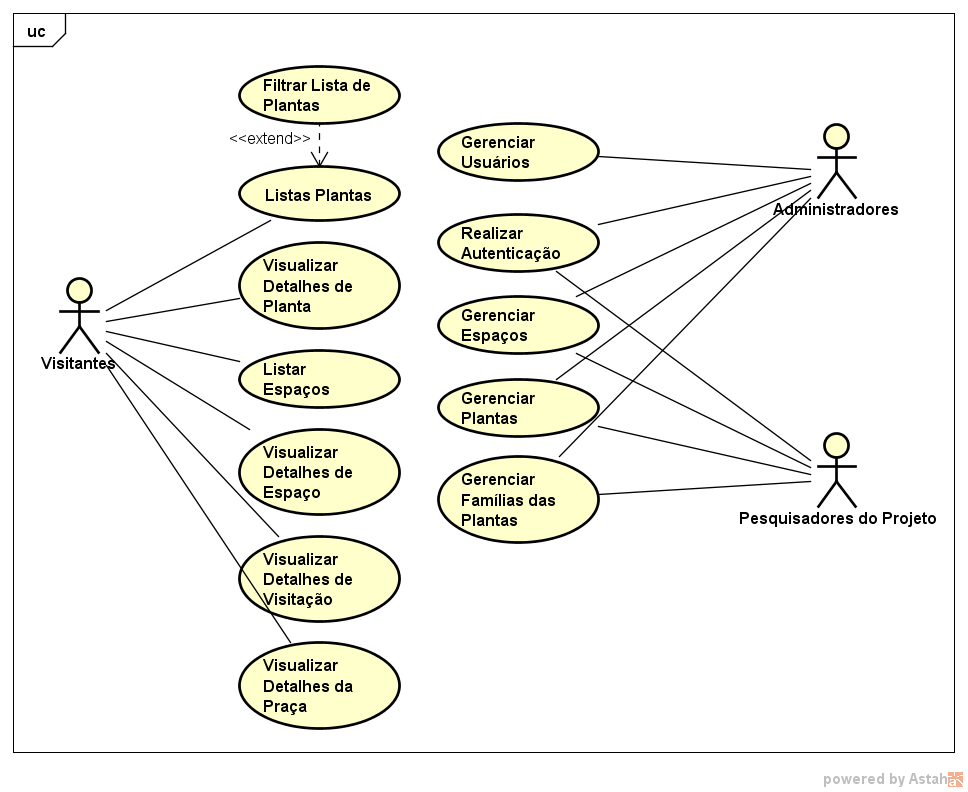 uc
Filtrar Lista de
Plantas
<<extend>>
Listas Plantas
Visualizar
Detalhes de
Planta
Listar
Espaços
Visualizar
Detalhes de
Espaço
Visualizar
Detalhes de
Visitação
Visualizar
Detalhes da
Praça
Visitantes
Gerenciar
Usuários
Realizar
Autenticação
Gerenciar
Espaços
Gerenciar
Plantas
Gerenciar
Famílias das
Plantas
Administradores
Pesquisadores do Projeto
powered by Astah